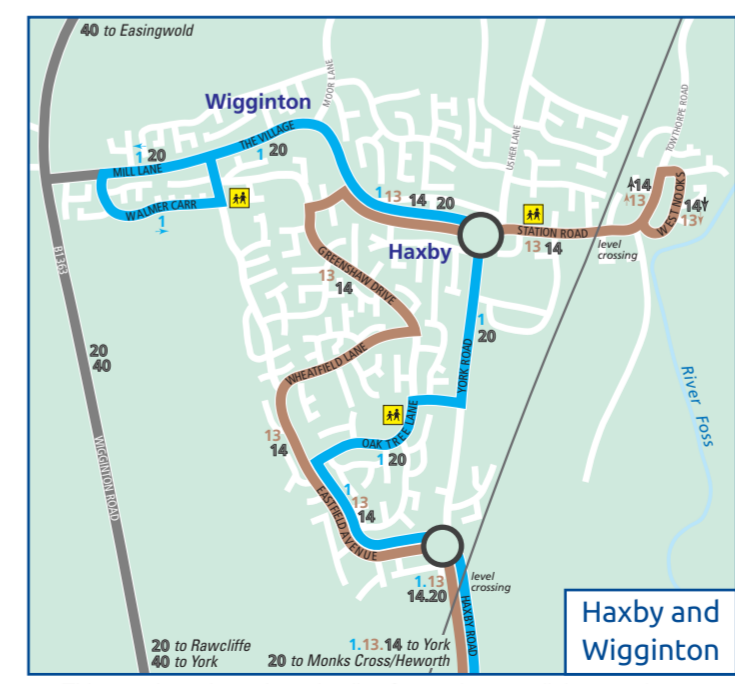 40 to Easingwold
MOOR LANE
TOWTHORPE ROAD
Wigginton
THE VILLAGE
1 20
USHER LANE
1 20
MILL LANE
WALMER CARR
1
1 13 14 20
14
13
WEST NOOKS
14
13
STATION ROAD
13 14
level
crossing
Haxby
B1363
GREENSHAW DRIVE
13
14
1
20
20
40
WHEATFIELD LANE
YORK ROAD
River Foss
OAK TREE LANE
1 20
13
14
WIGGINTON ROAD
1
13
14
EASTFIELD AVENUE
level
crossing
1.13
14.20
HAXBY ROAD
Haxby and
Wigginton
20 to Rawcliffe
40 to York
1.13.14 to York
20 to Monks Cross/Heworth